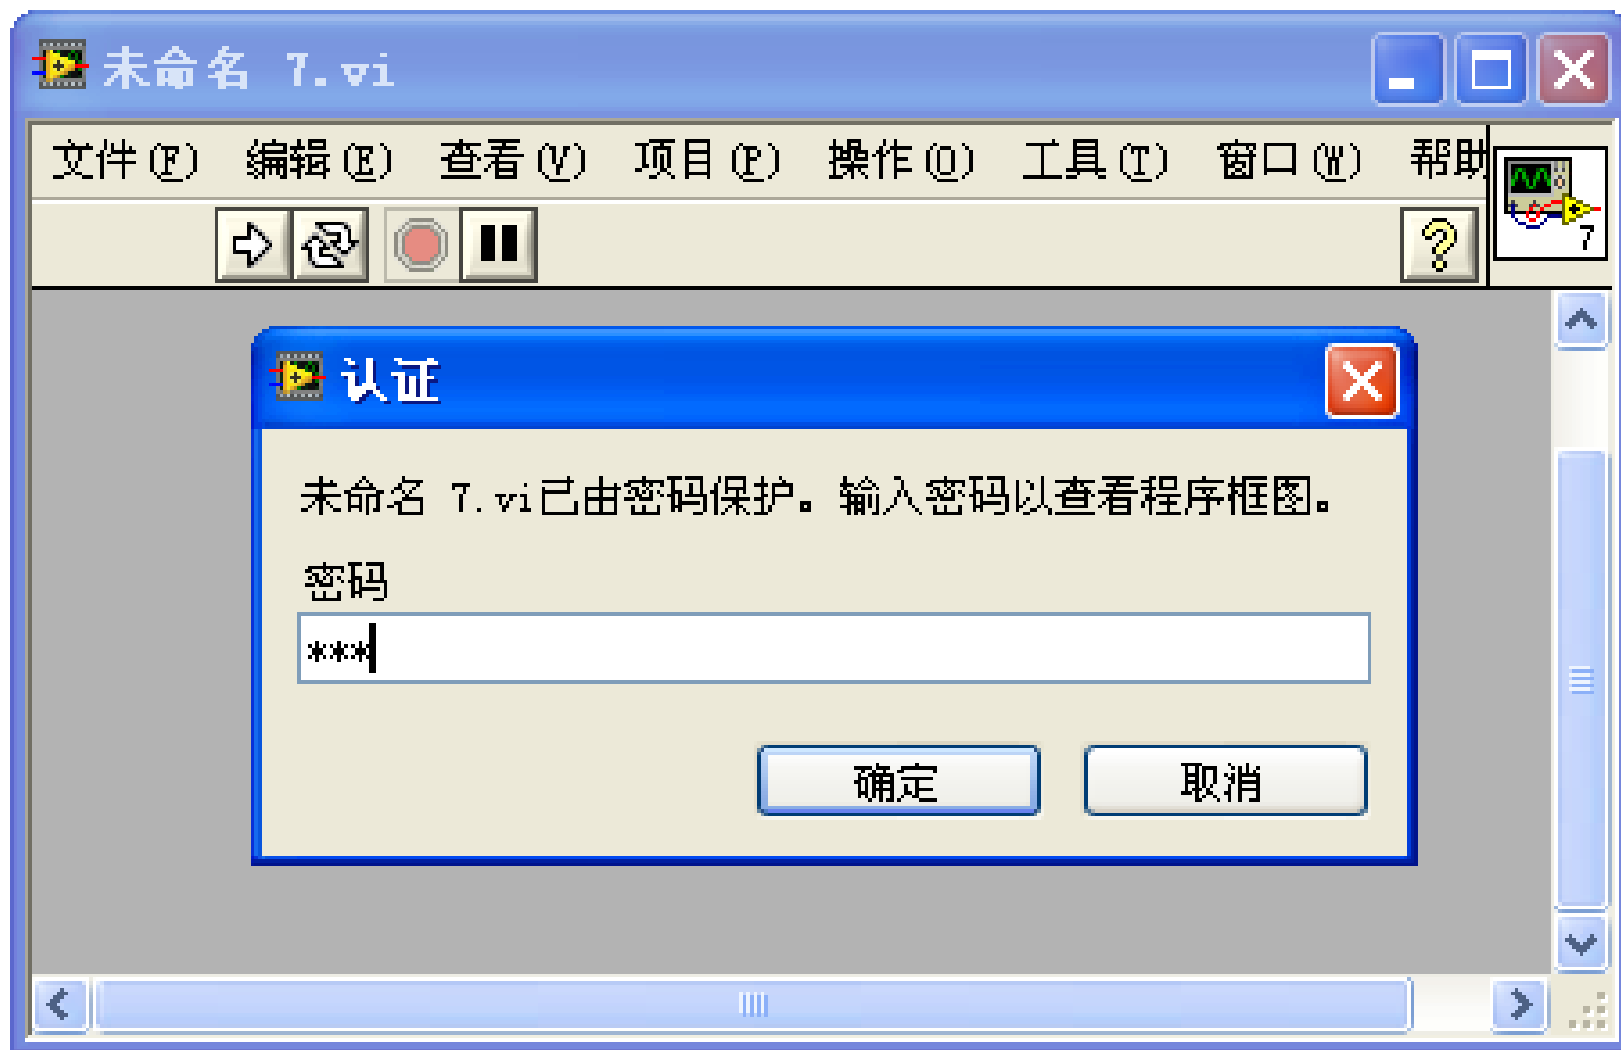 未命名 7.vi
文件(F) 编辑(E) 查看(V) 项目(P) 操作(O) 工具(T) 窗口(W) 帮助
7
认证
未命名 7.vi已由密码保护。输入密码以查看程序框图。
密码
***
确定 取消